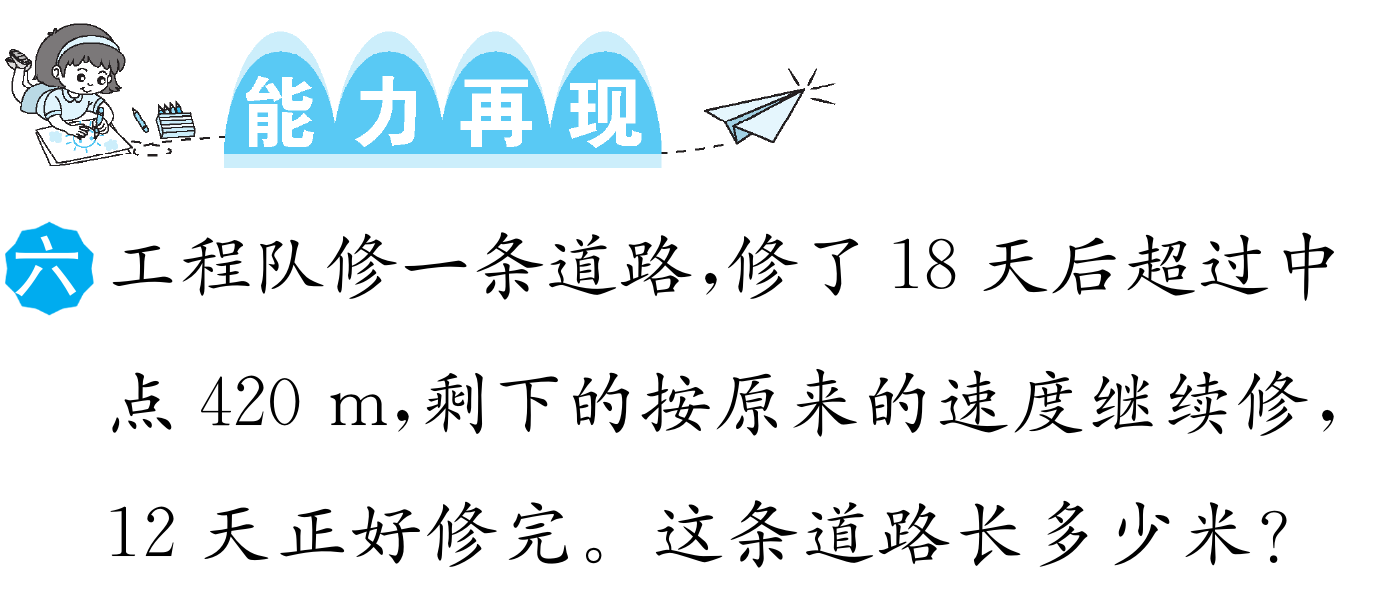 能力再现
六 工程队修一条道路,修了 18 天后超过中
点 420 m,剩下的按原来的速度继续修,
12 天正好修完。这条道路长多少米?